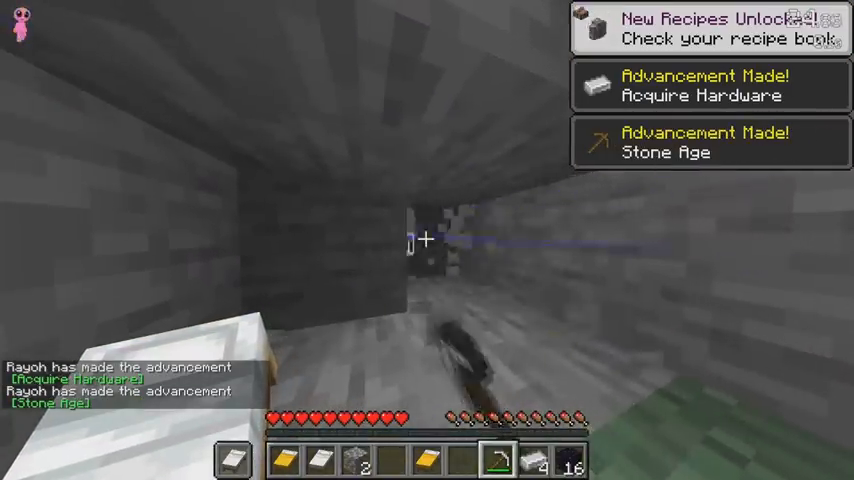 New Recipes Unlocked!
Check your recipe book
Advancement Made!
Acquire Hardware
Advancement Made!
Stone Age
Rayoh has made the advancement
[Acquire Hardware]
Rayoh has made the advancement
[Stone Age]
2
4
16